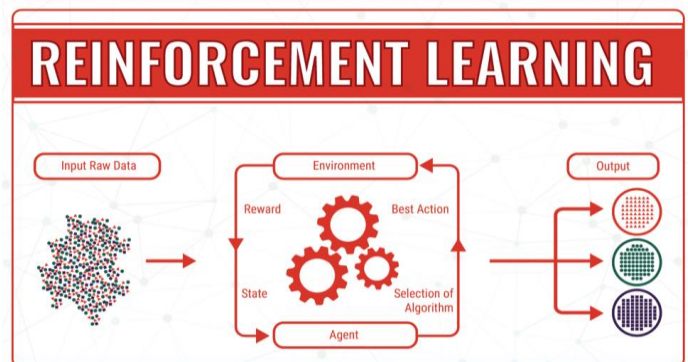 REINFORCEMENT LEARNING
Input Raw Data
Environment
Output
Reward
Best Action
State
Selection of
Algorithm
Agent